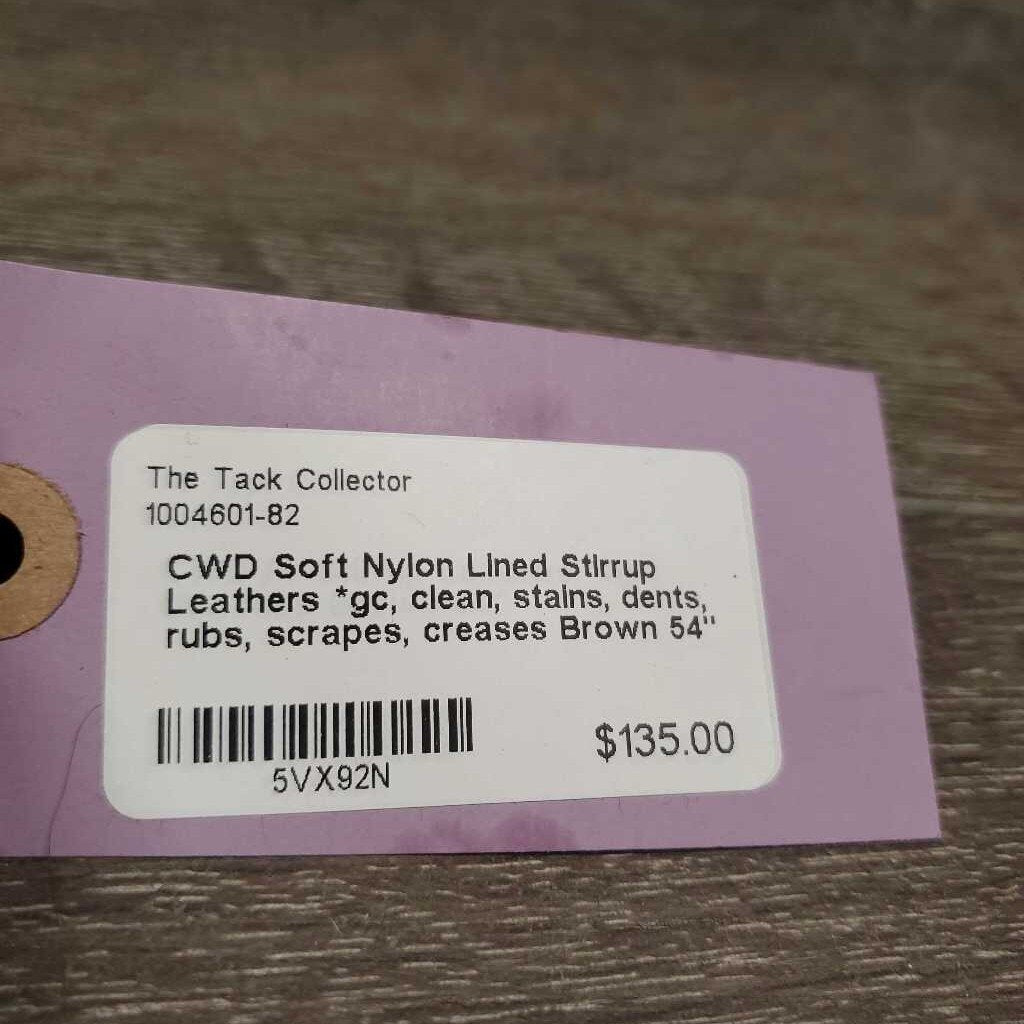 The Tack Collector
1004601-82
CWD Soft Nylon Lined Stirrup
Leathers *gc, clean, stains, dents,
rubs, scrapes, creases Brown 54"
5VX92N
$135.00